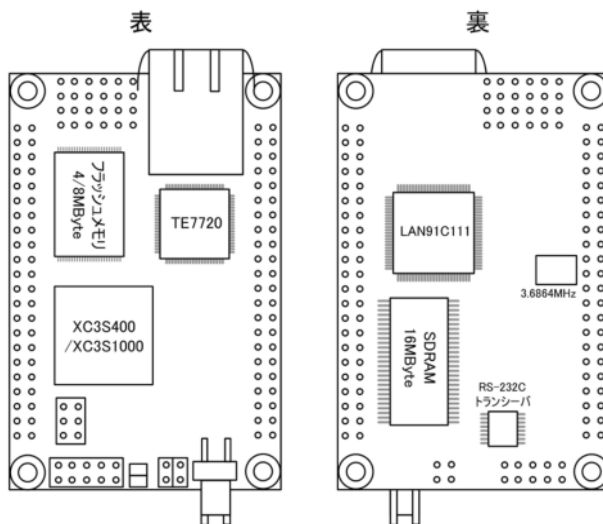 表
フラッシュメモリ
4/8MByte
TE7720
XC3S400
/XC3S1000
裏
LAN91C111
3.6864MHz
SDRAM
16MByte
RS-232C
トランシーバ